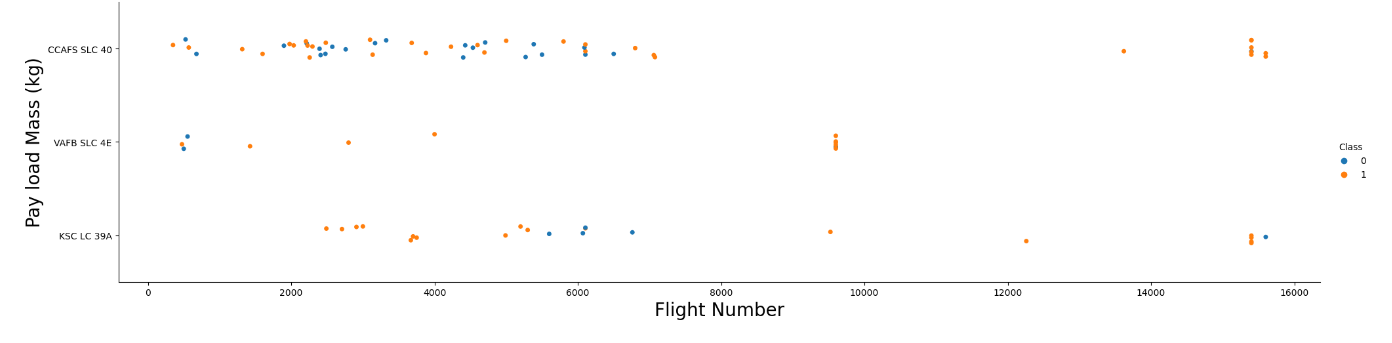 Pay load Mass (kg)
CCAFS SLC 40
VAFB SLC 4E
KSC LC 39A
0 2000 4000 6000 8000 10000 12000 14000 16000
Flight Number
Class
0
1